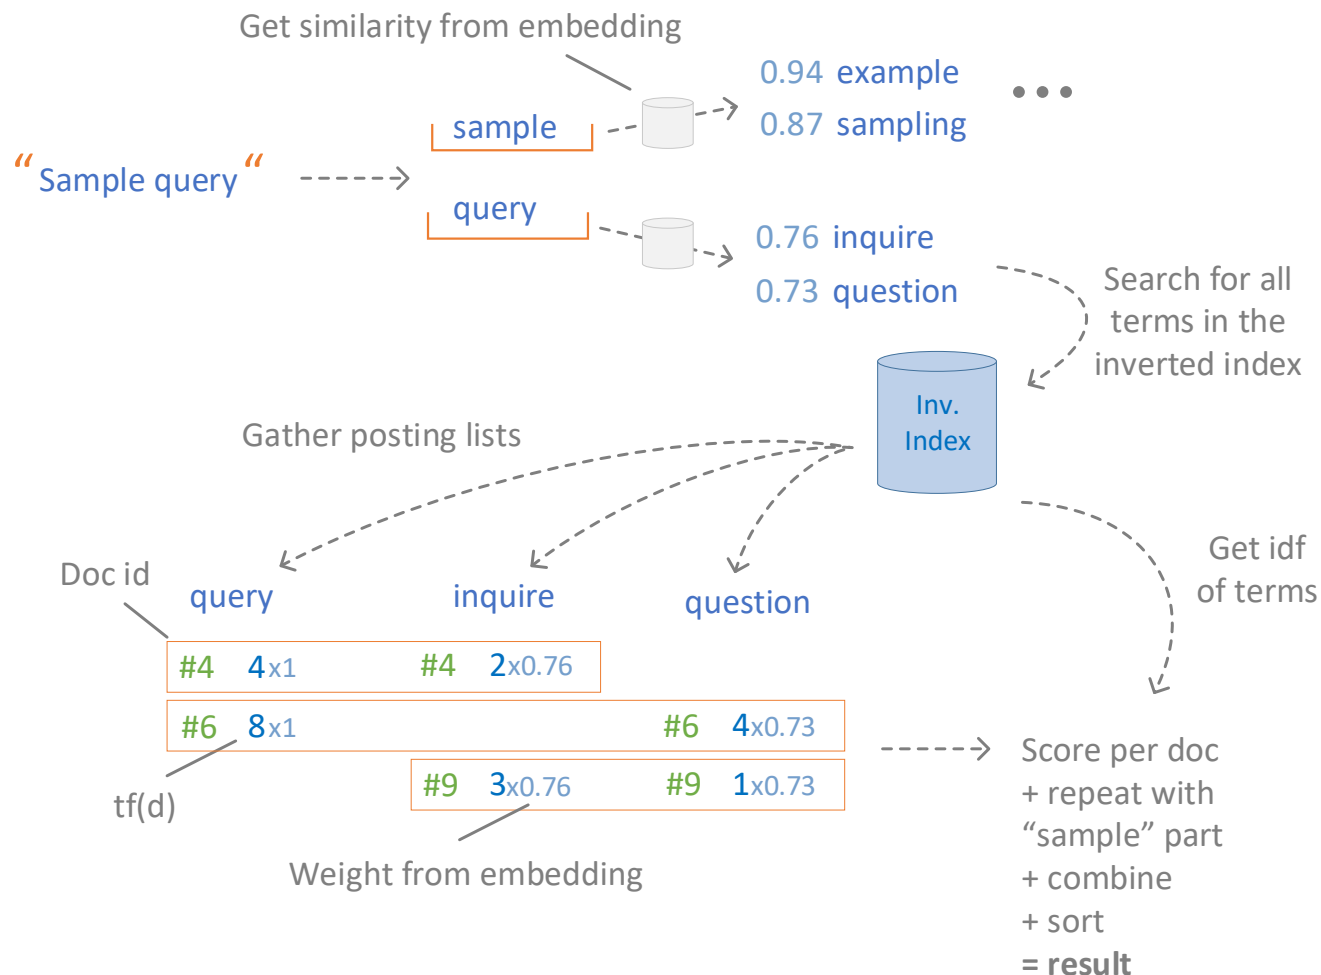 Get similarity from embedding
0.94 example
0.87 sampling
sample
“Sample query“
query
0.76 inquire
0.73 question
Search for all
terms in the
inverted index
Inv.
Index
Gather posting lists
Get idf
of terms
Doc id
query inquire question
#4 4x1 #4 2x0.76
#6 8x1 #6 4x0.73
#9 3x0.76 #9 1x0.73
tf(d)
Weight from embedding
Score per doc
+ repeat with
“sample” part
+ combine
+ sort
= result